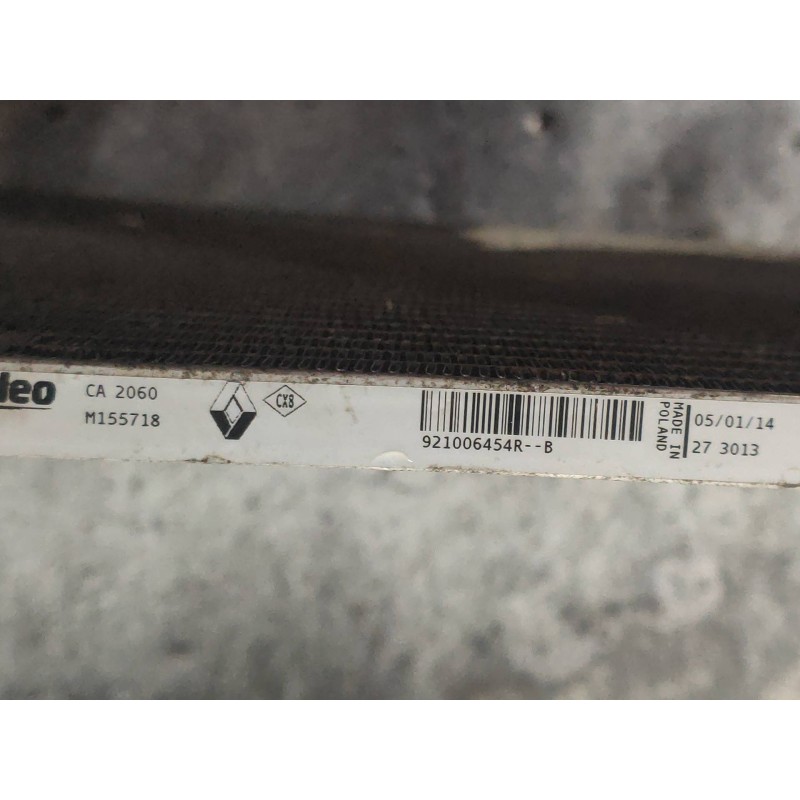 leo
CA 2060
M155718
CX8
921006454R--B
MADE IN
POLAND
05/01/14
27 3013